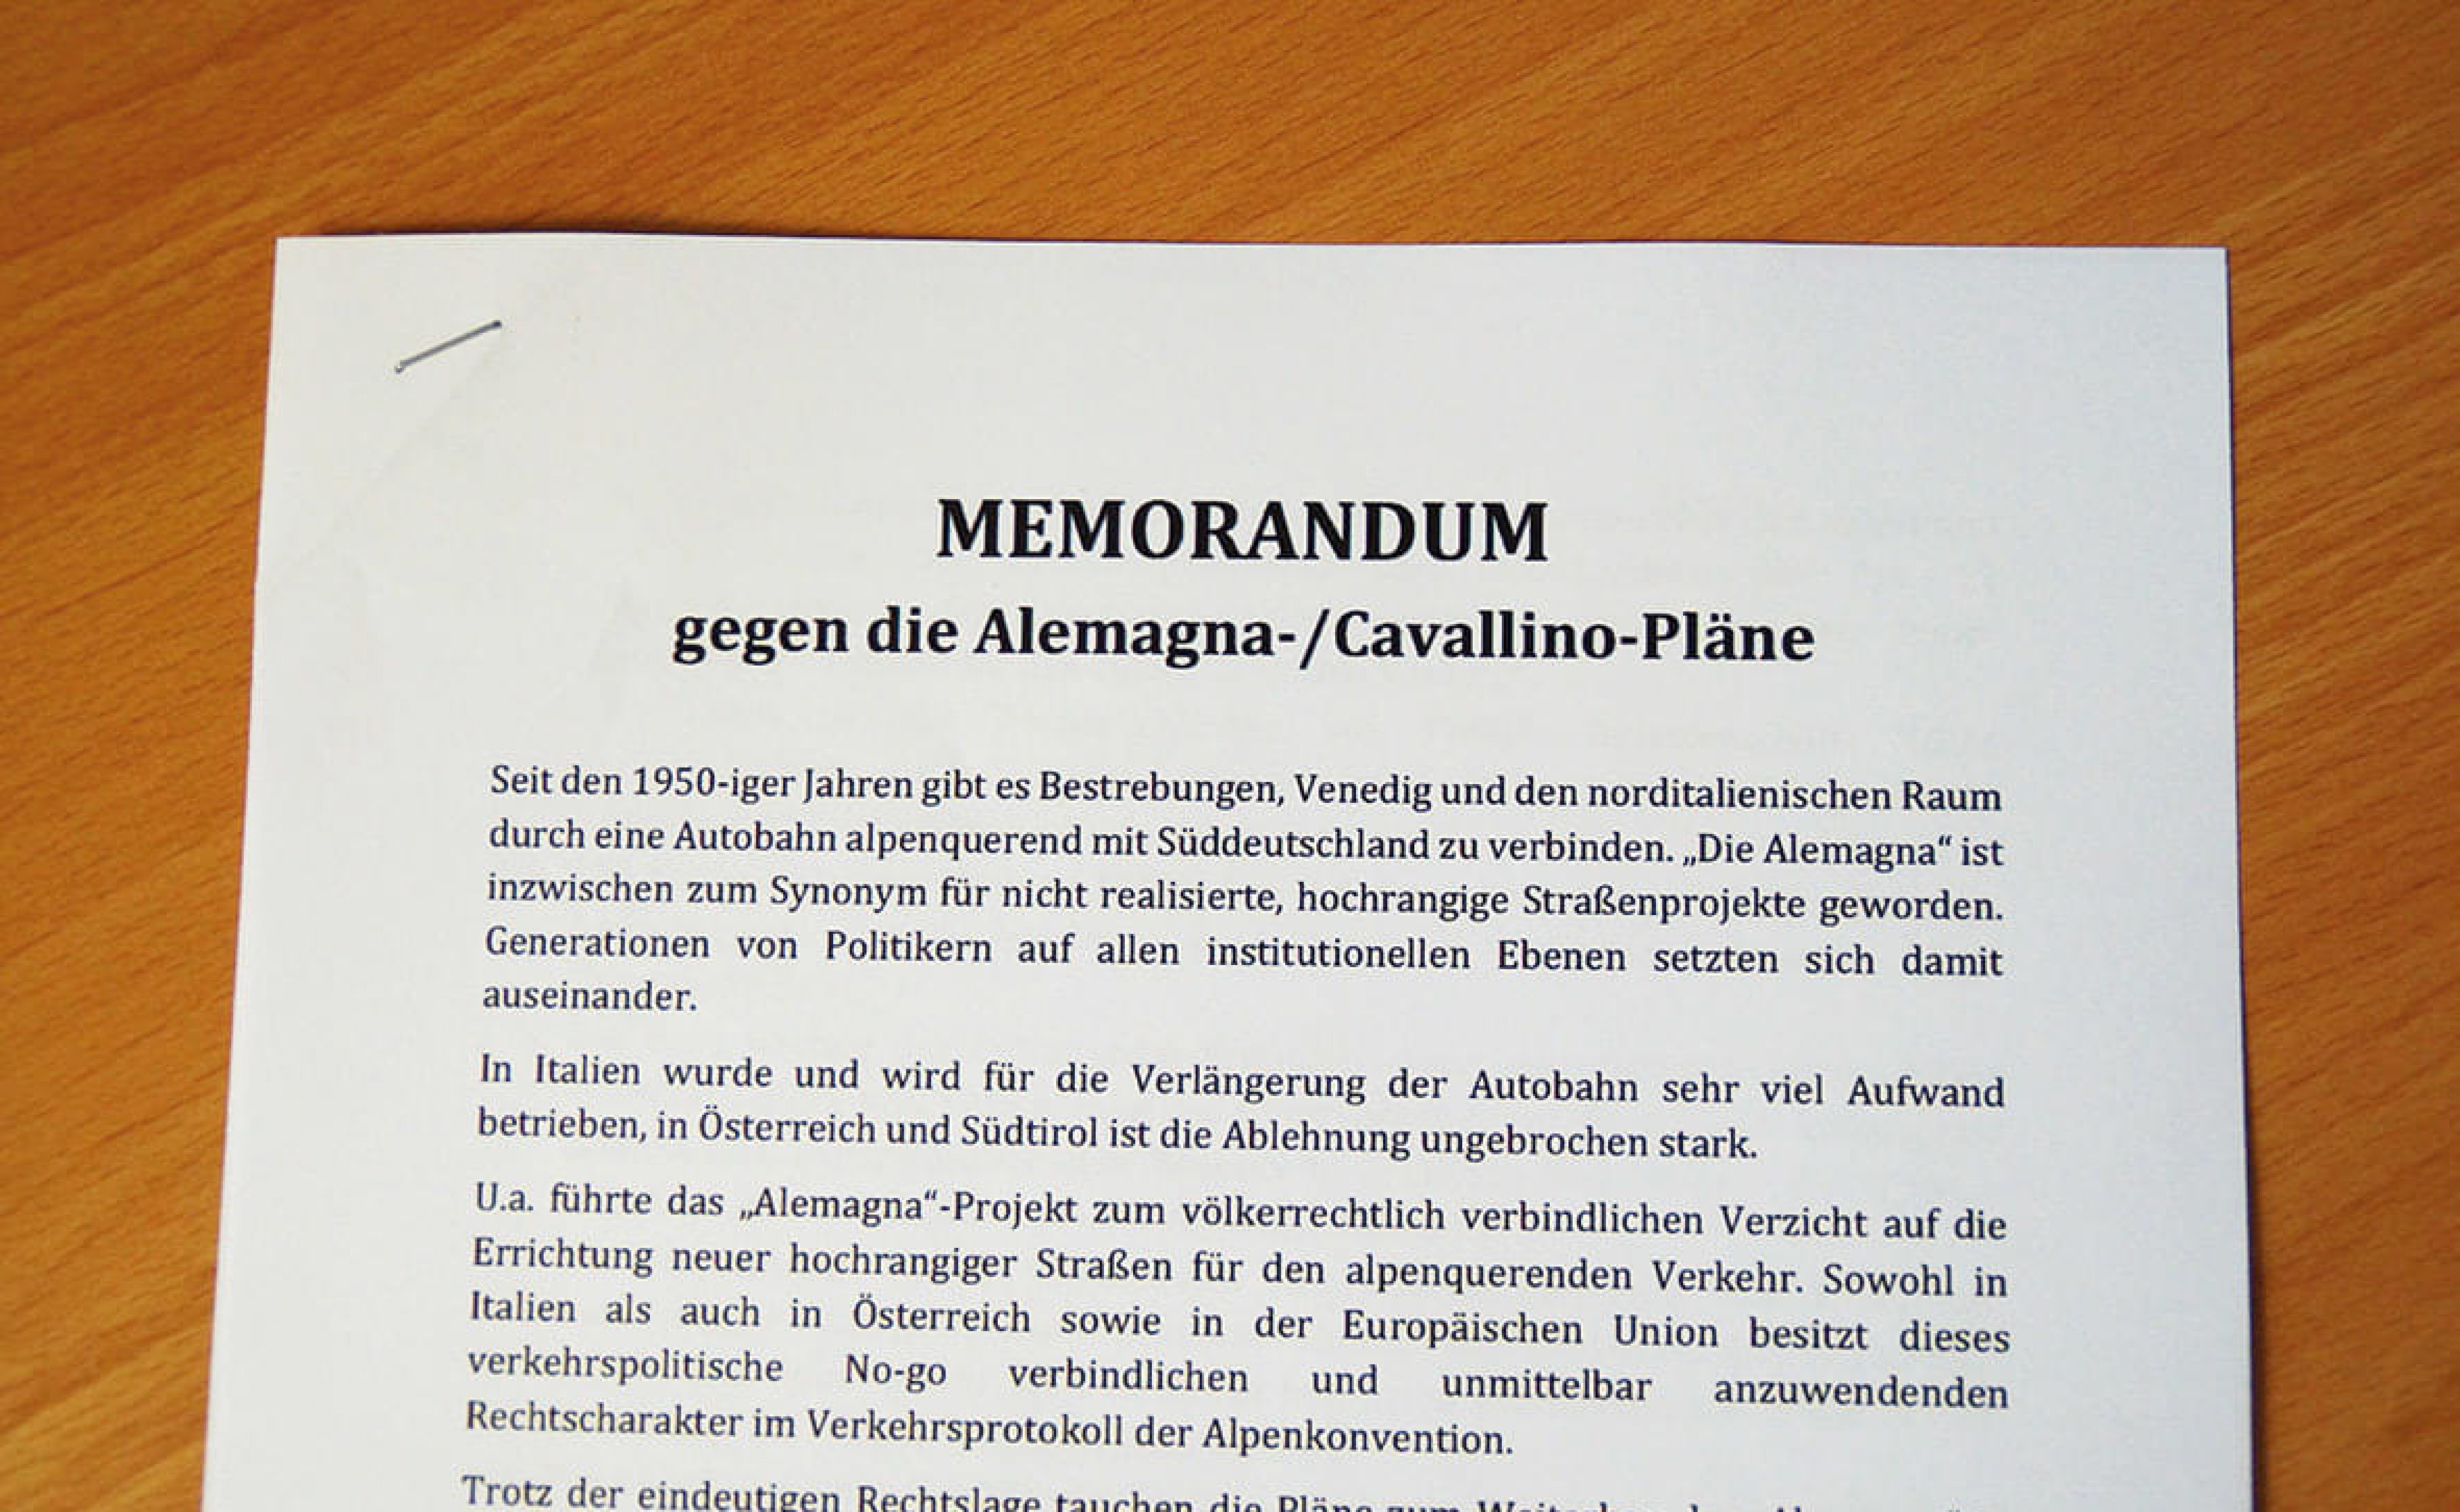 MEMORANDUM
gegen die Alemagna-/Cavallino-Pläne
Seit den 1950-iger Jahren gibt es Bestrebungen, Venedig und den norditalienischen Raum
durch eine Autobahn alpenquerend mit Süddeutschland zu verbinden. „Die Alemagna“ ist
inzwischen zum Synonym für nicht realisierte, hochrangige Straßenprojekte geworden.
Generationen von Politikern auf allen institutionellen Ebenen setzten sich damit
auseinander.
In Italien wurde und wird für die Verlängerung der Autobahn sehr viel Aufwand
betrieben, in Österreich und Südtirol ist die Ablehnung ungebrochen stark.
U.a. führte das „Alemagna“-Projekt zum völkerrechtlich verbindlichen Verzicht auf die
Errichtung neuer hochrangiger Straßen für den alpenquerenden Verkehr. Sowohl in
Italien als auch in Österreich sowie in der Europäischen Union besitzt dieses
verkehrspolitische No-go verbindlichen und unmittelbar anzuwendenden
Rechtscharakter im Verkehrsprotokoll der Alpenkonvention.
Trotz der eindeutigen Rechtslage tauchen die Pläne zum